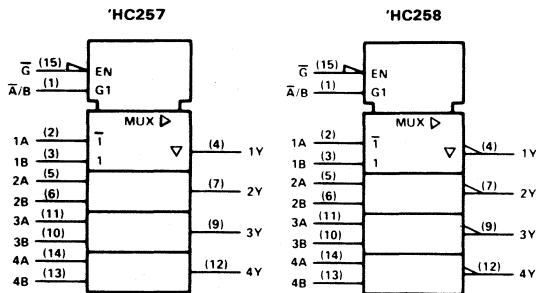 'HC257
G̅ (15) EN
A̅/B (1) G1
MUX ▷
1A (2) 1̅
1B (3) 1
▽ (4) 1Y
2A (5)
2B (6)
(7) 2Y
3A (11)
3B (10)
(9) 3Y
4A (14)
4B (13)
(12) 4Y
'HC258
G̅ (15) EN
A̅/B (1) G1
MUX ▷
1A (2) 1̅
1B (3) 1
▽ (4) 1Y
2A (5)
2B (6)
(7) 2Y
3A (11)
3B (10)
(9) 3Y
4A (14)
4B (13)
(12) 4Y